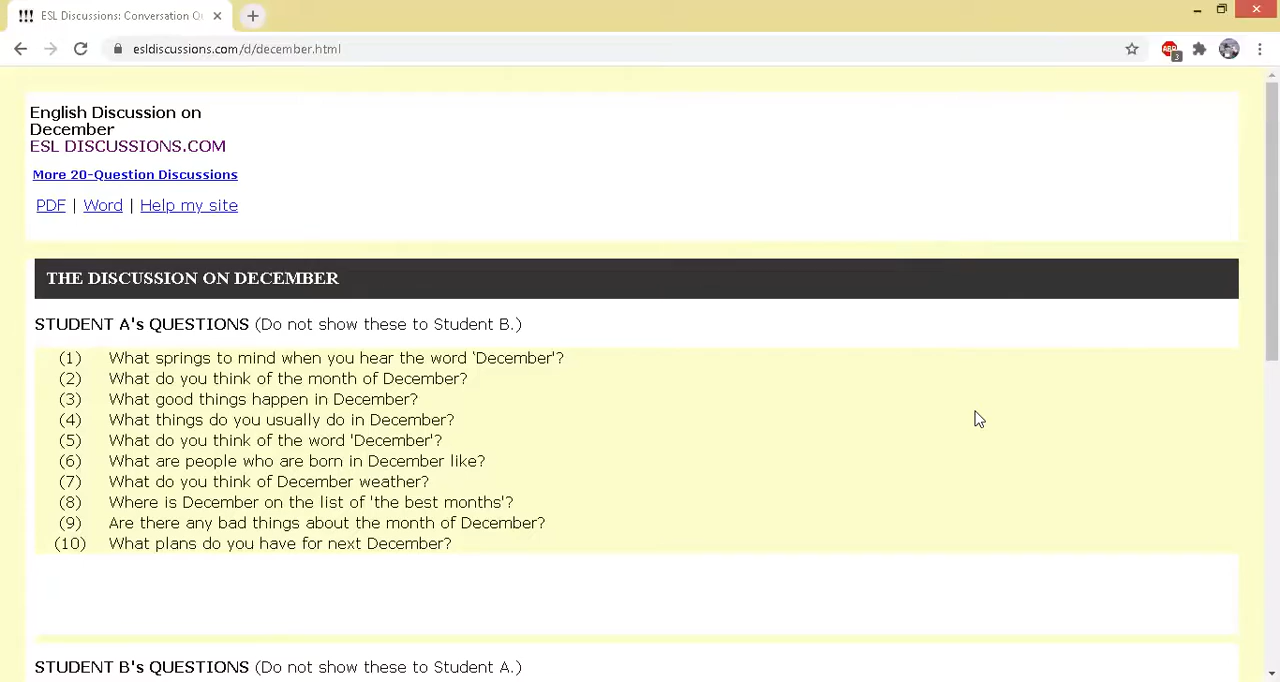 ESL Discussions: Conversation Q
esldiscussions.com/d/december.html
ABP
3
English Discussion on
December
ESL DISCUSSIONS.COM
More 20-Question Discussions
PDF | Word | Help my site
THE DISCUSSION ON DECEMBER
STUDENT A's QUESTIONS (Do not show these to Student B.)
(1) What springs to mind when you hear the word ‘December’?
(2) What do you think of the month of December?
(3) What good things happen in December?
(4) What things do you usually do in December?
(5) What do you think of the word 'December'?
(6) What are people who are born in December like?
(7) What do you think of December weather?
(8) Where is December on the list of 'the best months'?
(9) Are there any bad things about the month of December?
(10) What plans do you have for next December?
STUDENT B's QUESTIONS (Do not show these to Student A.)